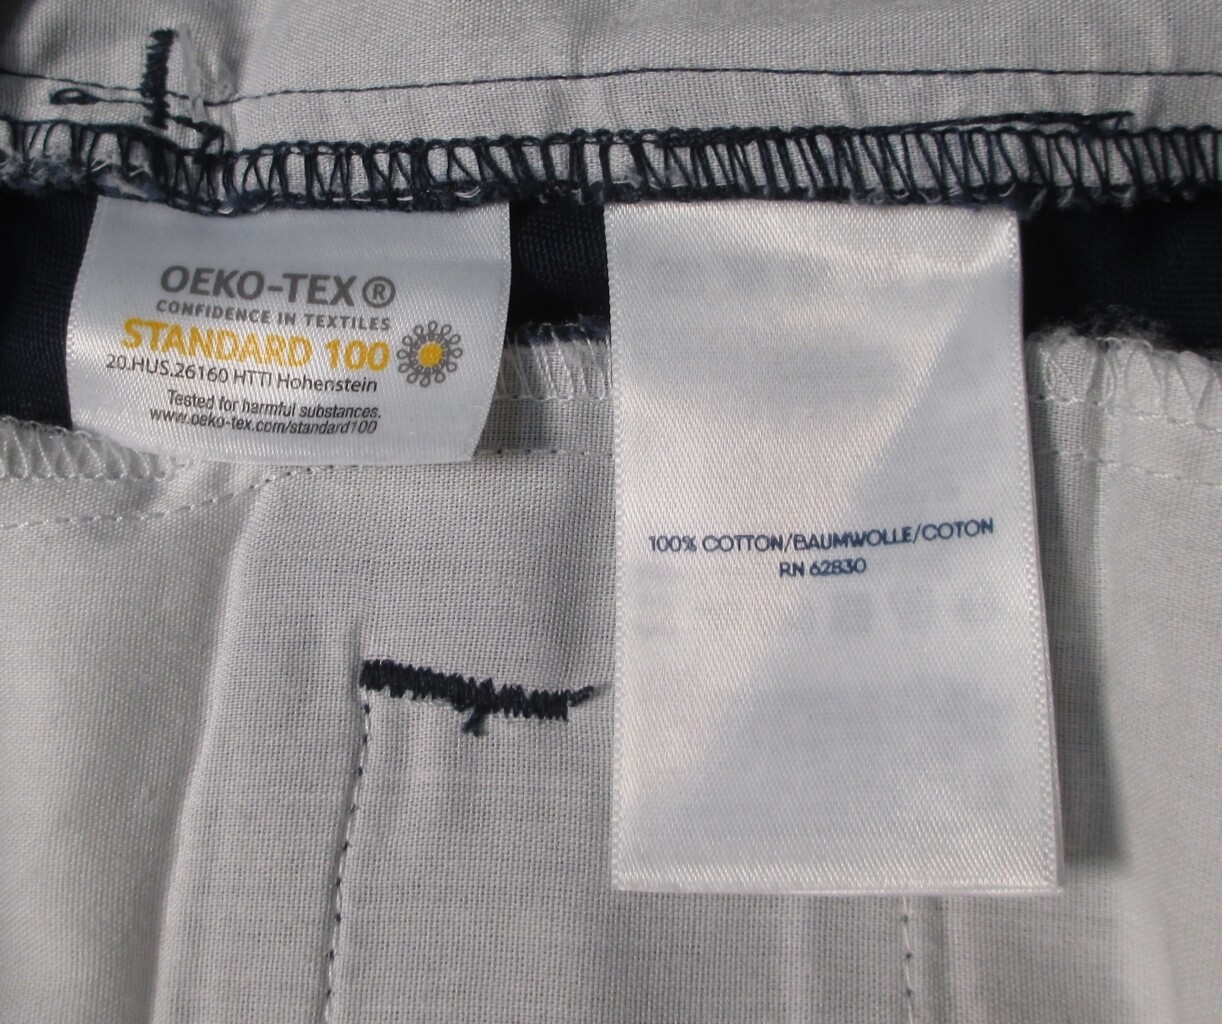 OEKO-TEX®
CONFIDENCE IN TEXTILES
STANDARD 100
20.HUS.26160 HTTI Hohenstein
Tested for harmful substances.
www.oeko-tex.com/standard100
100% COTTON/BAUMWOLLE/COTON
RN 62830